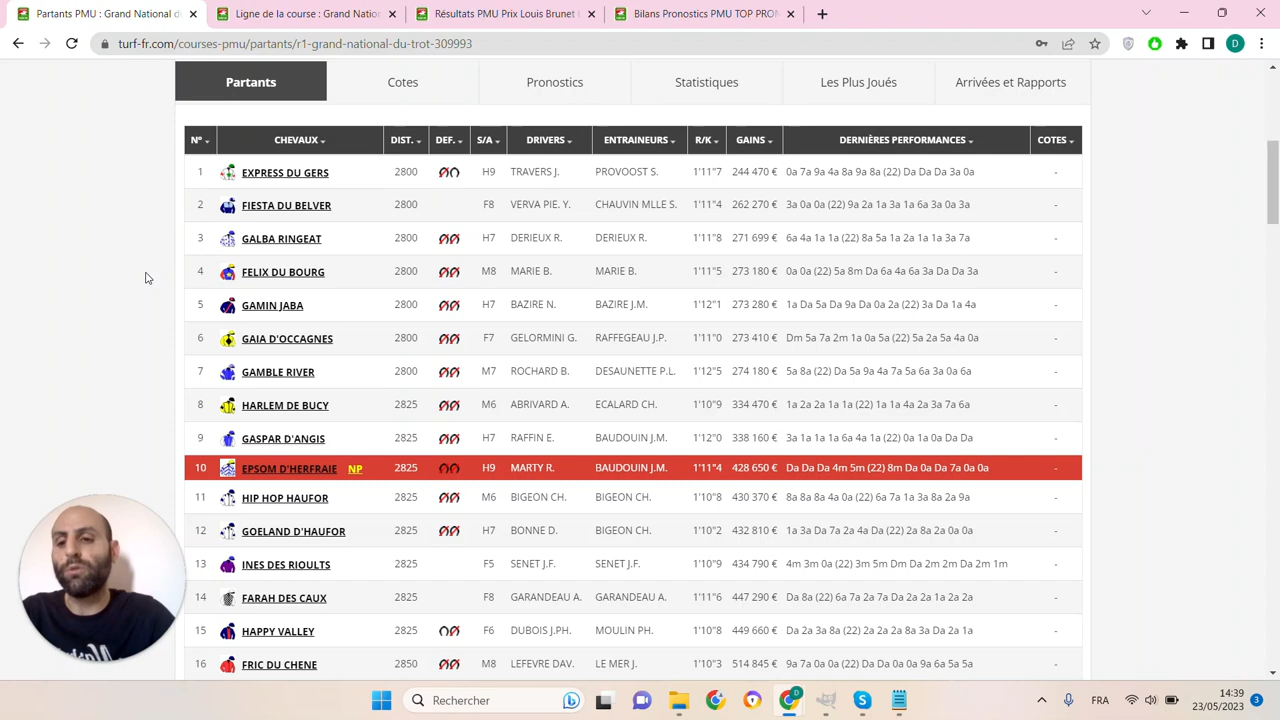 Partants PMU : Grand National d
Ligne de la course : Grand Natio
Résultats PMU Prix Louis Brunet
Bilans Pronostics PMU TOP PRON
turf-fr.com/courses-pmu/partants/r1-grand-national-du-trot-309993
D
Partants Cotes Pronostics Statistiques Les Plus Joués Arrivées et Rapports
N° CHEVAUX DIST. DEF. S/A DRIVERS ENTRAINEURS R/K GAINS DERNIÈRES PERFORMANCES COTES
1 EXPRESS DU GERS 2800 H9 TRAVERS J. PROVOOST S. 1'11"7 244 470 € 0a 7a 9a 4a 8a 9a 8a (22) Da Da Da 3a 0a -
2 FIESTA DU BELVER 2800 F8 VERVA PIE. Y. CHAUVIN MLLE S. 1'11"4 262 270 € 3a 0a 0a (22) 9a 2a 1a 3a 1a 6a 3a 0a 3a -
3 GALBA RINGEAT 2800 H7 DERIEUX R. DERIEUX R. 1'11"8 271 699 € 6a 4a 1a 1a (22) 8a 5a 1a 2a 1a 1a 3a 7a -
4 FELIX DU BOURG 2800 M8 MARIE B. MARIE B. 1'11"5 273 180 € 0a 0a (22) 5a 8m Da 6a 4a 6a 3a Da Da 3a -
5 GAMIN JABA 2800 H7 BAZIRE N. BAZIRE J.M. 1'12"1 273 280 € 1a Da 5a Da 9a Da 0a 2a (22) 3a Da 1a 4a -
6 GAIA D'OCCAGNES 2800 F7 GELORMINI G. RAFFEGEAU J.P. 1'11"0 273 410 € Dm 5a 7a 2m 1a 0a 5a (22) 5a 2a 5a 4a 0a -
7 GAMBLE RIVER 2800 M7 ROCHARD B. DESAUNETTE P.L. 1'12"5 274 180 € 5a 8a (22) Da 5a 9a 4a 7a 5a 6a 8a 0a 6a -
8 HARLEM DE BUCY 2825 M6 ABRIVARD A. ECALARD CH. 1'10"9 334 470 € 1a 2a 2a 1a 1a (22) 1a 1a 4a 2a 3a 7a 6a -
9 GASPAR D'ANGIS 2825 H7 RAFFIN E. BAUDOUIN J.M. 1'12"0 338 160 € 3a 1a 1a 1a 6a 4a 1a (22) 0a 1a 0a Da Da -
10 EPSOM D'HERFRAIE NP 2825 H9 MARTY R. BAUDOUIN J.M. 1'11"4 428 650 € Da Da Da 4m 5m (22) 8m Da 0a Da 7a 0a 0a -
11 HIP HOP HAUFOR 2825 M6 BIGEON CH. BIGEON CH. 1'10"8 430 370 € 8a 8a 8a 4a 0a (22) 6a 7a 1a 3a 3a 2a 9a -
12 GOELAND D'HAUFOR 2825 H7 BONNE D. BIGEON CH. 1'10"2 432 810 € 1a 3a Da 7a 2a 4a Da (22) 2a 8a 2a 0a 0a -
13 INES DES RIOULTS 2825 F5 SENET J.F. SENET J.F. 1'10"9 434 790 € 4m 3m 0a (22) 3m 5m Dm Da 2m 2m Da 2m 1m -
14 FARAH DES CAUX 2825 F8 GARANDEAU A. GARANDEAU A. 1'11"6 447 290 € Da 8a (22) 6a 7a 2a 7a Da 2a 2a 1a 2a 2a -
15 HAPPY VALLEY 2825 F6 DUBOIS J.PH. MOULIN PH. 1'10"8 449 660 € Da 2a 3a 8a (22) 2a 2a 2a 8a 3a Da 2a 1a -
16 FRIC DU CHENE 2850 M8 LEFEVRE DAV. LE MER J. 1'10"3 514 845 € 9a 7a 0a 0a (22) Da Da 0a 0a 9a 6a 5a 5a -
Rechercher
FRA
14:39
23/05/2023
3